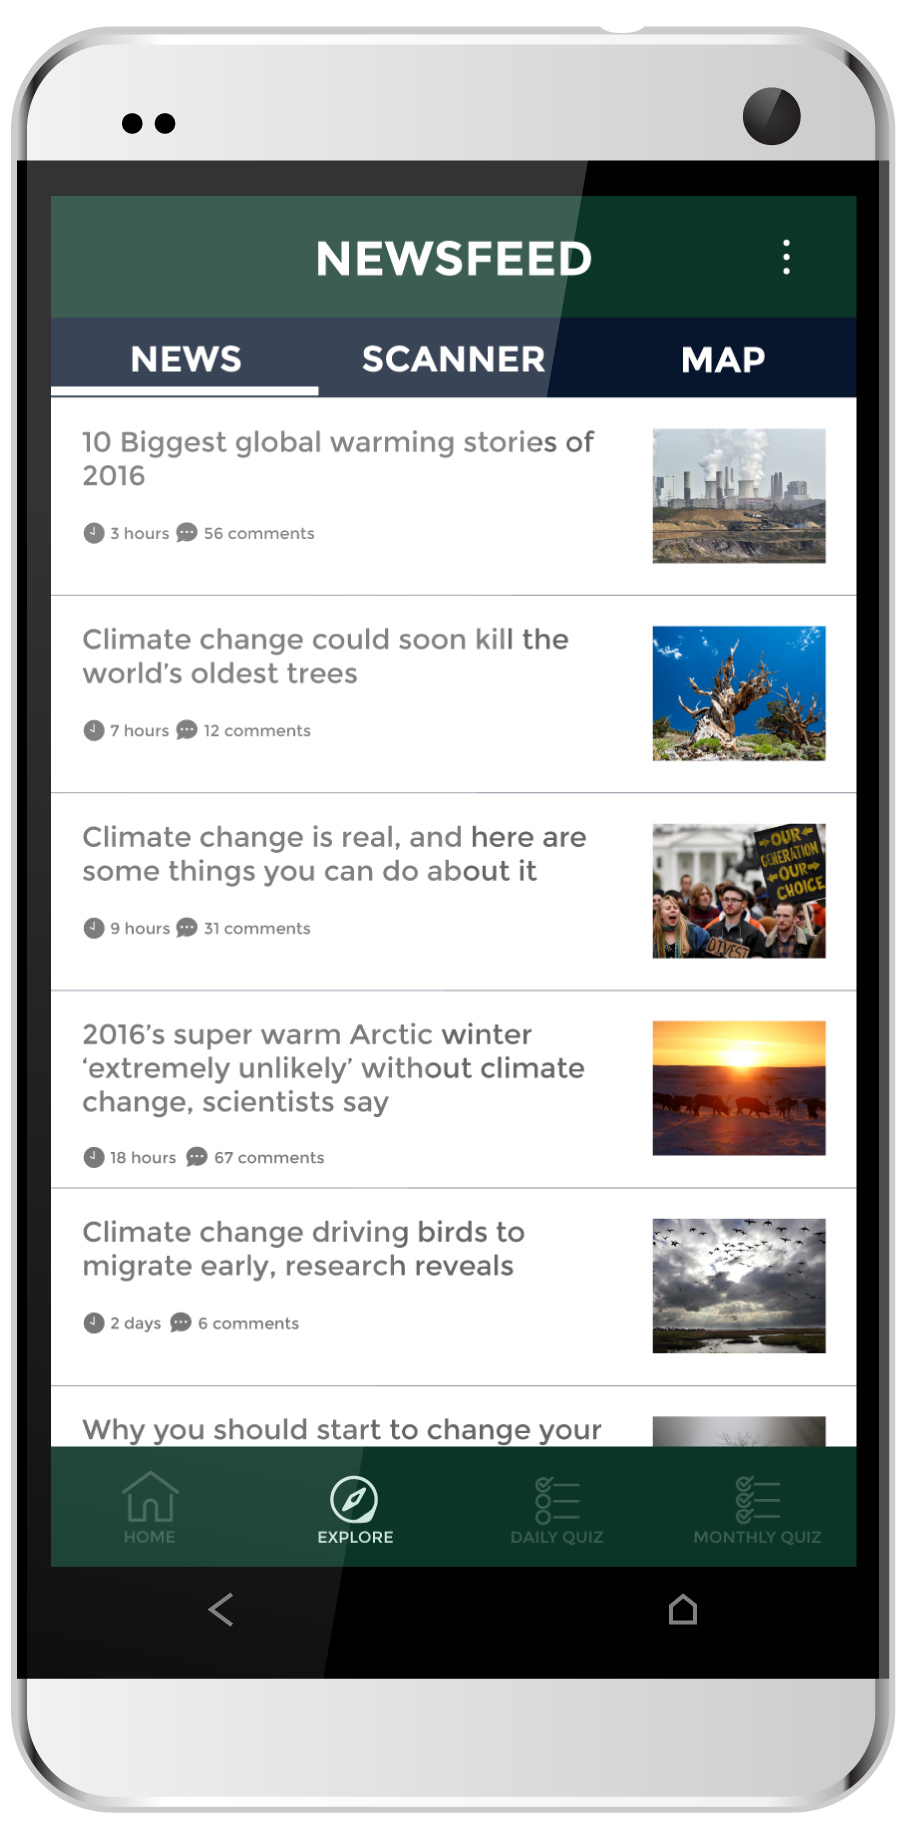 NEWSFEED
NEWS SCANNER MAP
10 Biggest global warming stories of
2016
3 hours 56 comments
Climate change could soon kill the
world’s oldest trees
7 hours 12 comments
Climate change is real, and here are
some things you can do about it
9 hours 31 comments
OUR
GENERATION
OUR
CHOICE
DIVEST
2016’s super warm Arctic winter
‘extremely unlikely’ without climate
change, scientists say
18 hours 67 comments
Climate change driving birds to
migrate early, research reveals
2 days 6 comments
Why you should start to change your
HOME EXPLORE DAILY QUIZ MONTHLY QUIZ